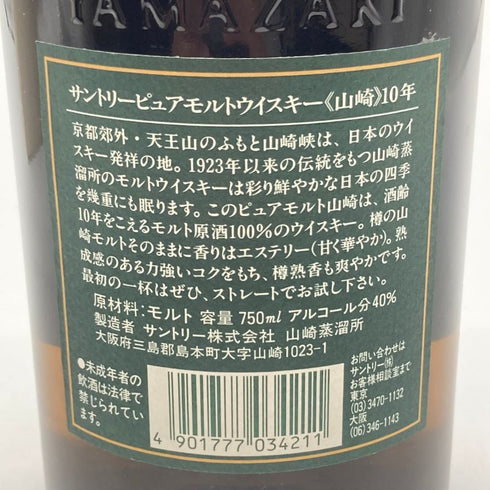 YAMAZAKI
サントリーピュアモルトウイスキー《山崎》10年
京都郊外・天王山のふもと山崎峡は、日本のウイ
スキー発祥の地。1923年以来の伝統をもつ山崎蒸
溜所のモルトウイスキーは彩り鮮やかな日本の四季
を幾重にも眠ります。このピュアモルト山崎は、酒齢
10年をこえるモルト原酒100%のウイスキー。樽の山
崎モルトそのままに香りはエステリー(甘く華やか)。熟
成感のある力強いコクをもち、樽熟香も爽やかです。
最初の一杯はぜひ、ストレートでお試し下さい。
原材料:モルト 容量 750ml アルコール分40%
製造者 サントリー株式会社 山崎蒸溜所
大阪府三島郡島本町大字山崎1023-1
●未成年者の
飲酒は法律で
禁じられてい
ます。
4 901777 034211
お問い合わせは
サントリー㈱
お客様相談室まで
東京
(03) 3470-1132
大阪
(06) 346-1143